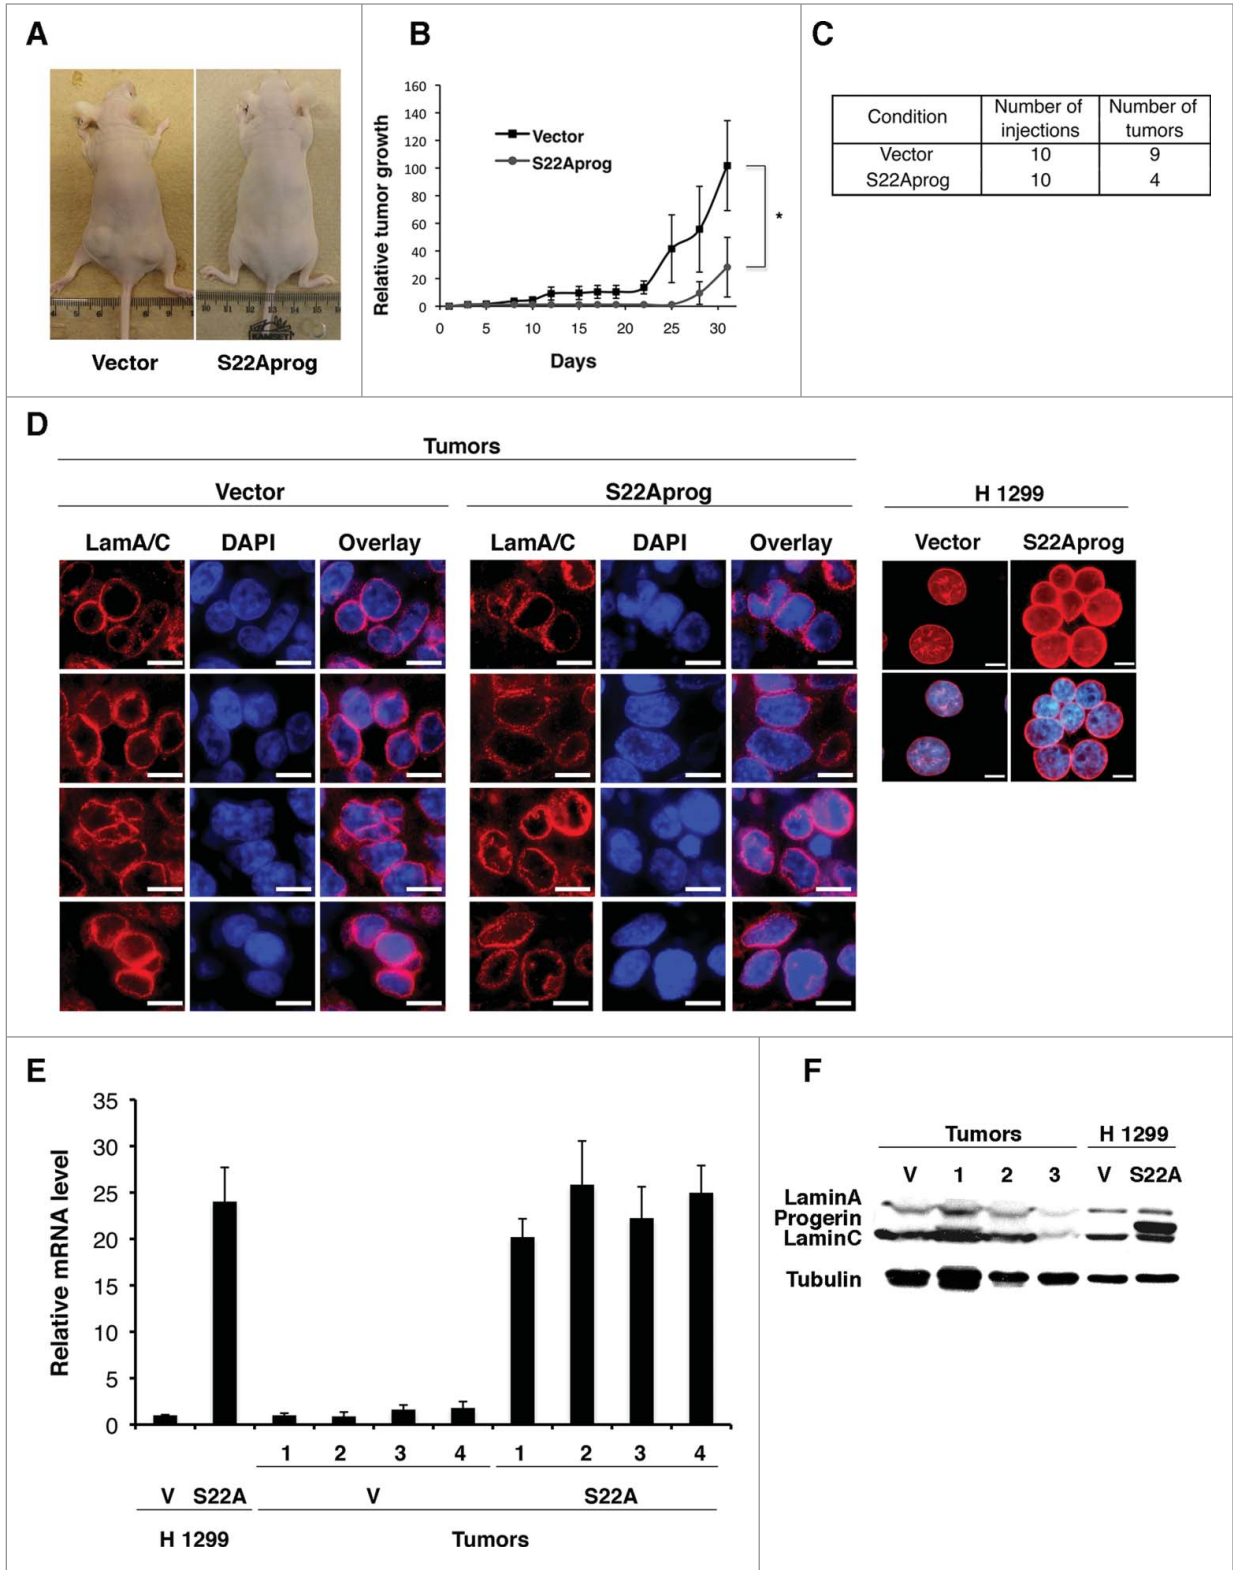 A
Vector
S22Aprog
B
Relative tumor growth
160
140
120
100
80
60
40
20
0
Vector
S22Aprog
*
0 5 10 15 20 25 30
Days
C
Condition
Number of injections
Number of tumors
Vector 10 9
S22Aprog 10 4
D
Tumors
Vector
S22Aprog
H 1299
LamA/C DAPI Overlay
LamA/C DAPI Overlay
Vector S22Aprog
E
Relative mRNA level
35
30
25
20
15
10
5
0
1 2 3 4
1 2 3 4
V S22A
V
S22A
H 1299
Tumors
F
Tumors
H 1299
V 1 2 3
V S22A
LaminA
Progerin
LaminC
Tubulin